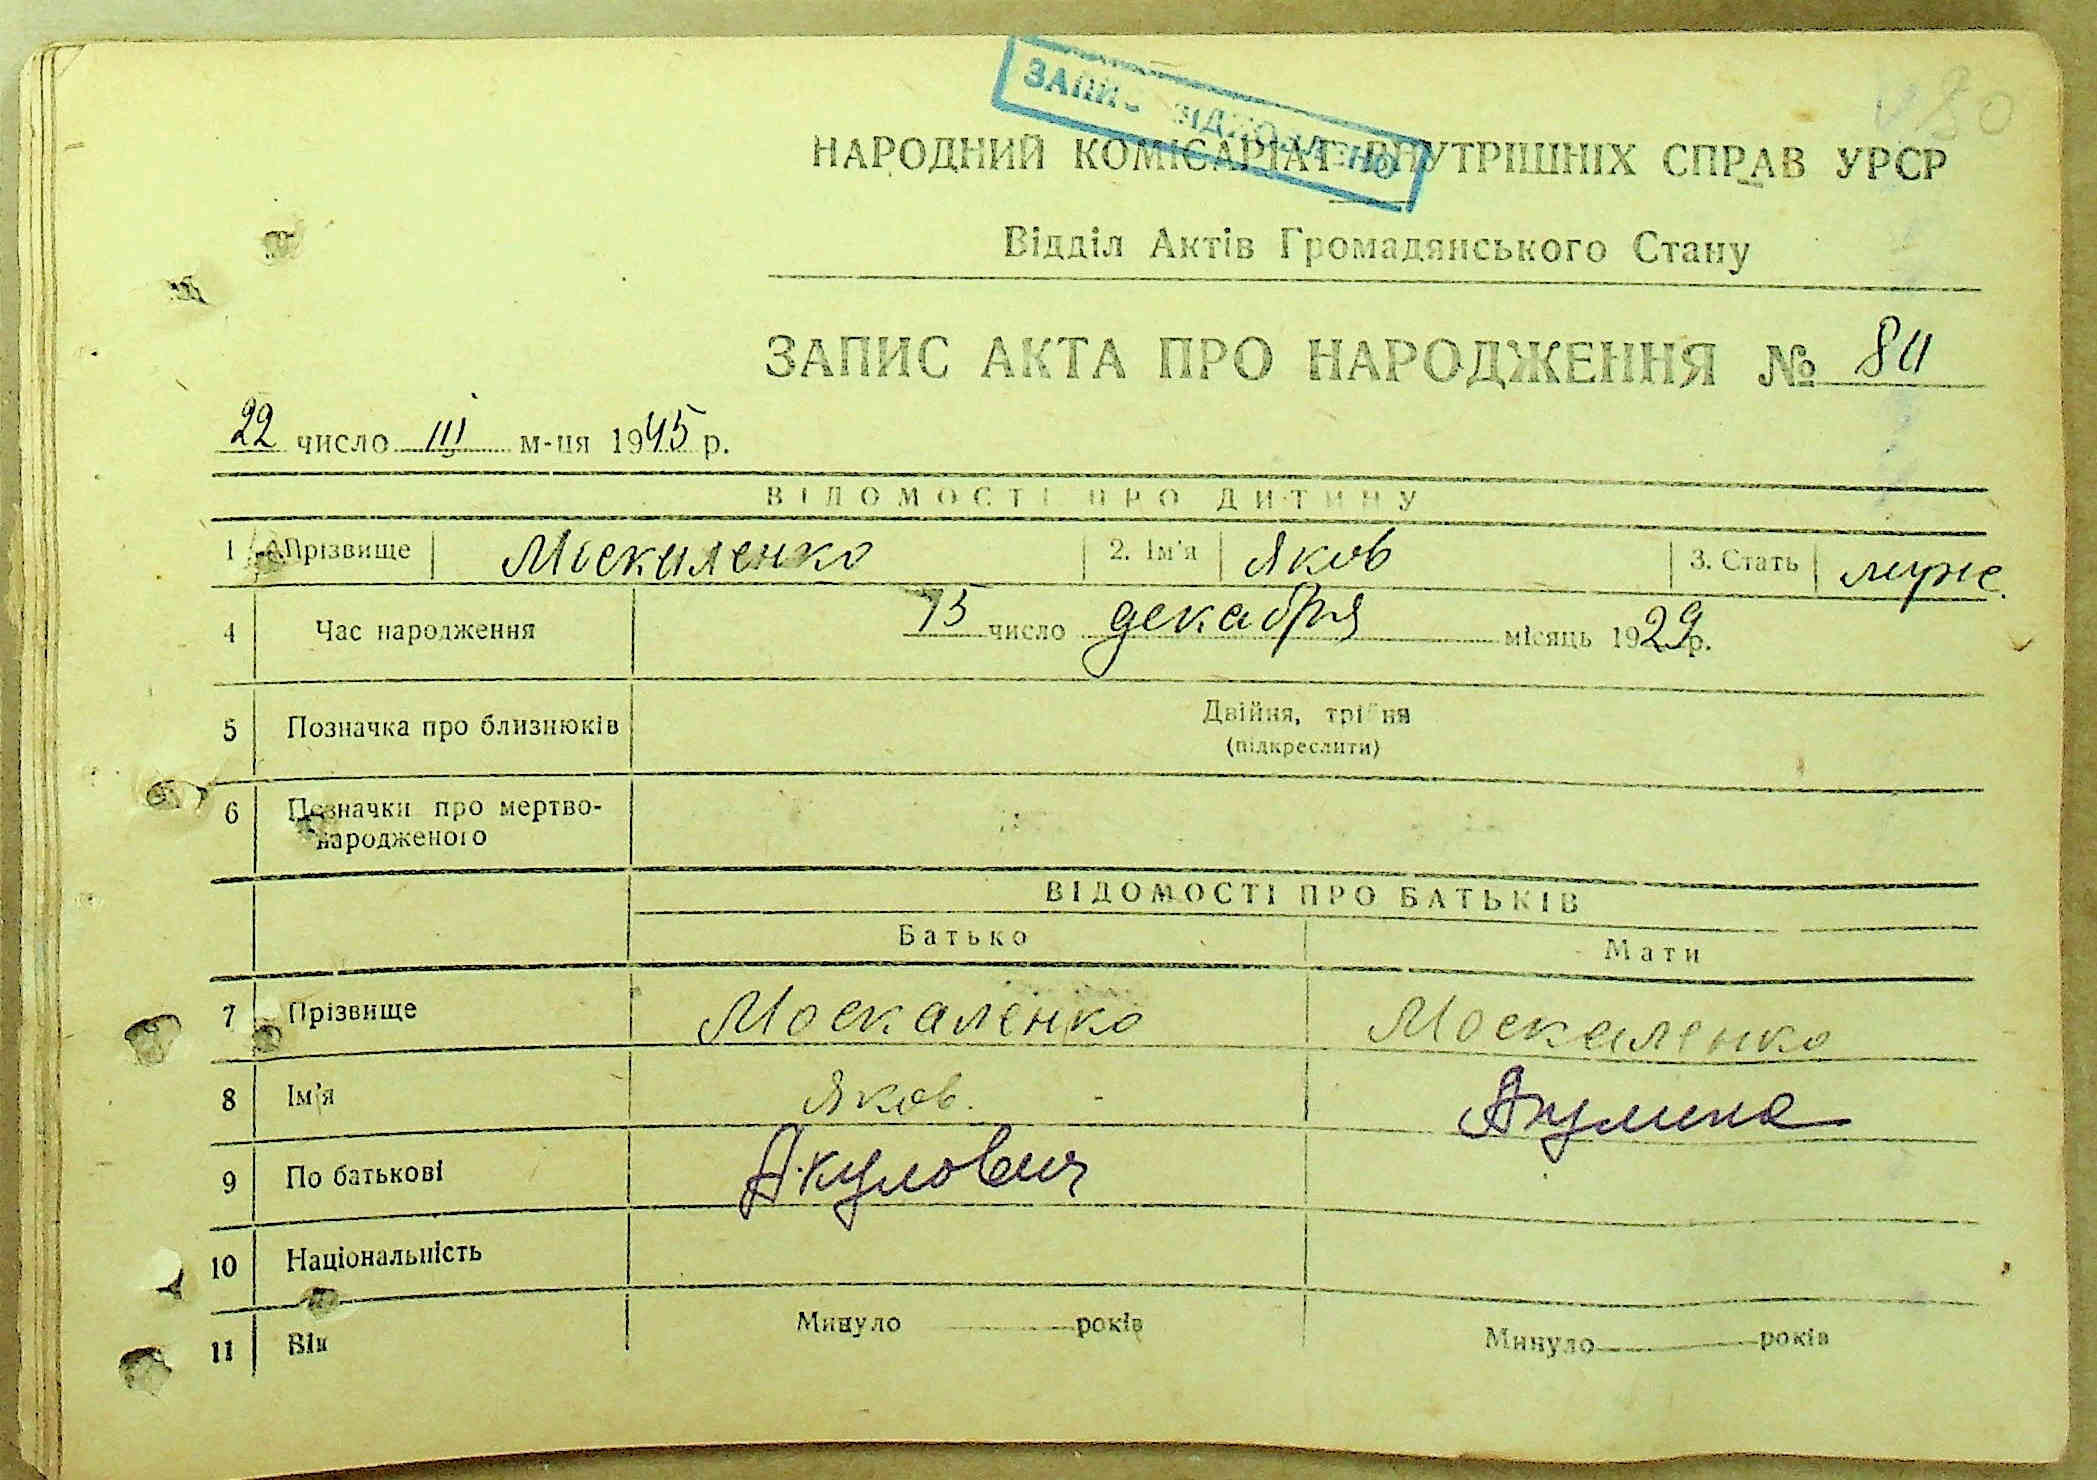 ЗАПИС ВІДНОВЛЕНО
НАРОДНИЙ КОМІСАРІАТ ВНУТРІШНІХ СПРАВ УРСР
Відділ Актів Громадянського Стану
ЗАПИС АКТА ПРО НАРОДЖЕННЯ №
22 число III м-ця 1945 р.
ВІДОМОСТІ ПРО ДИТИНУ
1 Прізвище Москаленко 2. Ім'я Яков 3. Стать муж.
4 Час народження 15 число декабря місяць 1929 р.
5 Позначка про близнюків Двійня, трійня
(підкреслити)
6 Позначки про мертво-
народженого
ВІДОМОСТІ ПРО БАТЬКІВ
Батько Мати
7 Прізвище Москаленко Москаленко
8 Ім'я Яков. Акулина
9 По батькові Акулович
10 Національність
11 Вік Минуло років Минуло років